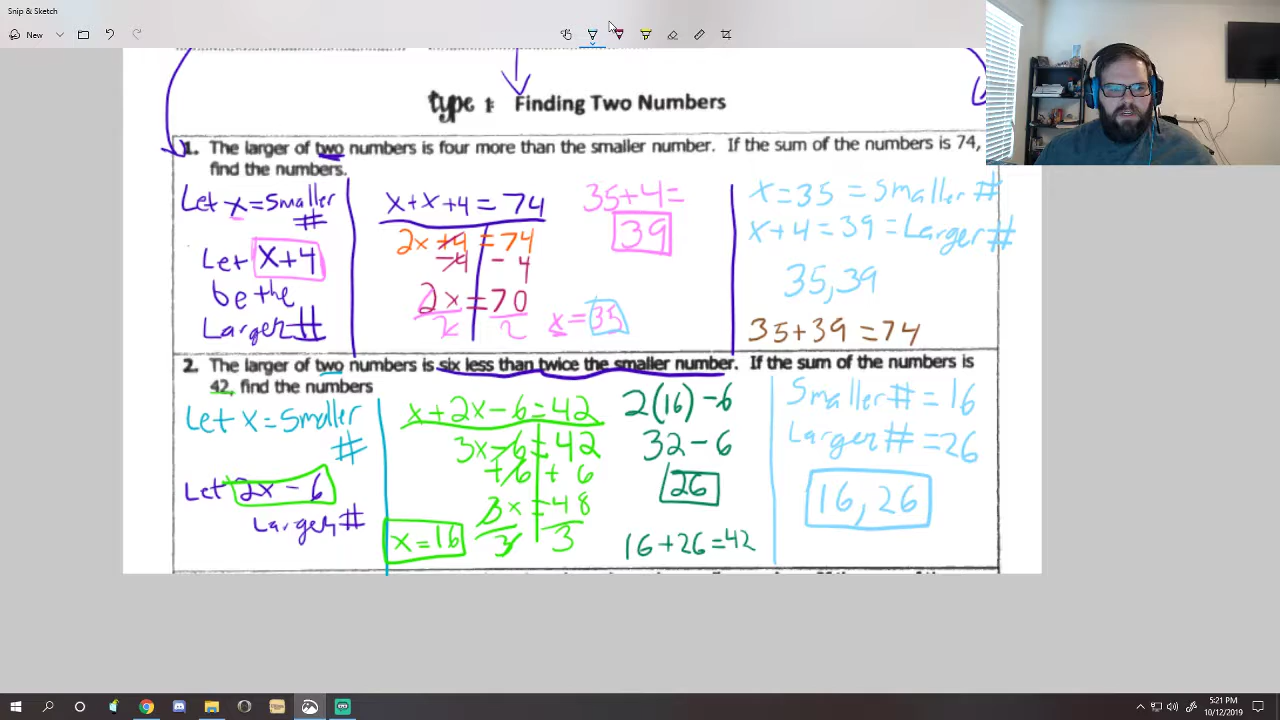 Snip & Sketch
New
type 1: Finding Two Numbers
1. The larger of two numbers is four more than the smaller number. If the sum of the numbers is 74,
find the numbers.
Let x = Smaller
#
Let x+4
be the
Larger #
x+x+4 = 74
2x +4 = 74
-4 - 4
2x = 70
2 2
x = 35
35+4=
39
x = 35 = Smaller #
x+4 = 39 = Larger #
35, 39
35+39 = 74
2. The larger of two numbers is six less than twice the smaller number. If the sum of the numbers is
42, find the numbers
Let x = Smaller
#
Let 2x - 6
Larger #
x+2x-6=42
3x-6=42
+6 + 6
3x = 48
3 3
x = 16
2(16)-6
32-6
26
16+26=42
Smaller # = 16
Larger # = 26
16, 26
5:21 PM
10/12/2019